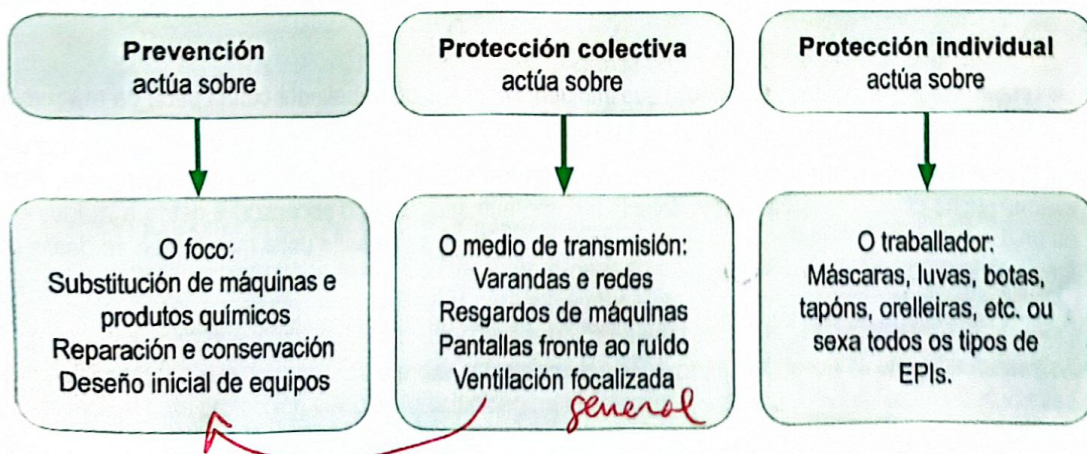 Prevención
actúa sobre
Protección colectiva
actúa sobre
Protección individual
actúa sobre
O foco:
Substitución de máquinas e
produtos químicos
Reparación e conservación
Deseño inicial de equipos
O medio de transmisión:
Varandas e redes
Resgardos de máquinas
Pantallas fronte ao ruído
Ventilación focalizada
general
O traballador:
Máscaras, luvas, botas,
tapóns, orelleiras, etc. ou
sexa todos os tipos de
EPIs.